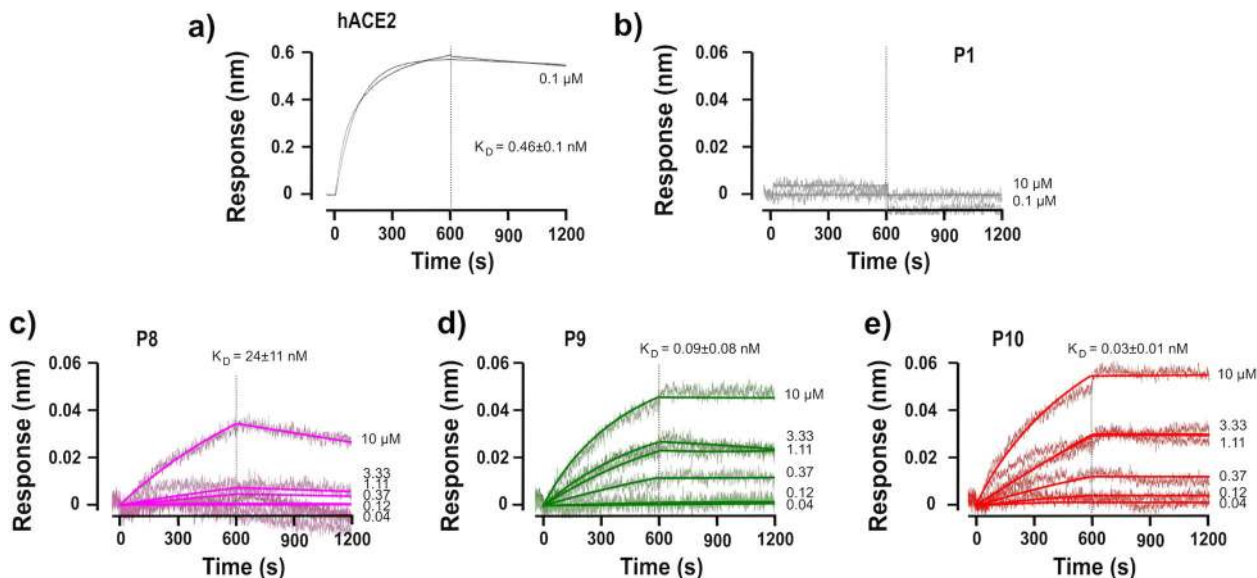 a)
hACE2
Response (nm)
0.6
0.4
0.2
0
0.1 µM
K_D = 0.46±0.1 nM
0 300 600 900 1200
Time (s)
b)
P1
Response (nm)
0.06
0.04
0.02
0
10 µM
0.1 µM
0 300 600 900 1200
Time (s)
c)
P8
K_D = 24±11 nM
Response (nm)
0.06
0.04
0.02
0
10 µM
3.33
1.11
0.37
0.12
0.04
0 300 600 900 1200
Time (s)
d)
P9
K_D = 0.09±0.08 nM
Response (nm)
0.06
0.04
0.02
0
10 µM
3.33
1.11
0.37
0.12
0.04
0 300 600 900 1200
Time (s)
e)
P10
K_D = 0.03±0.01 nM
Response (nm)
0.06
0.04
0.02
0
10 µM
3.33
1.11
0.37
0.12
0.04
0 300 600 900 1200
Time (s)